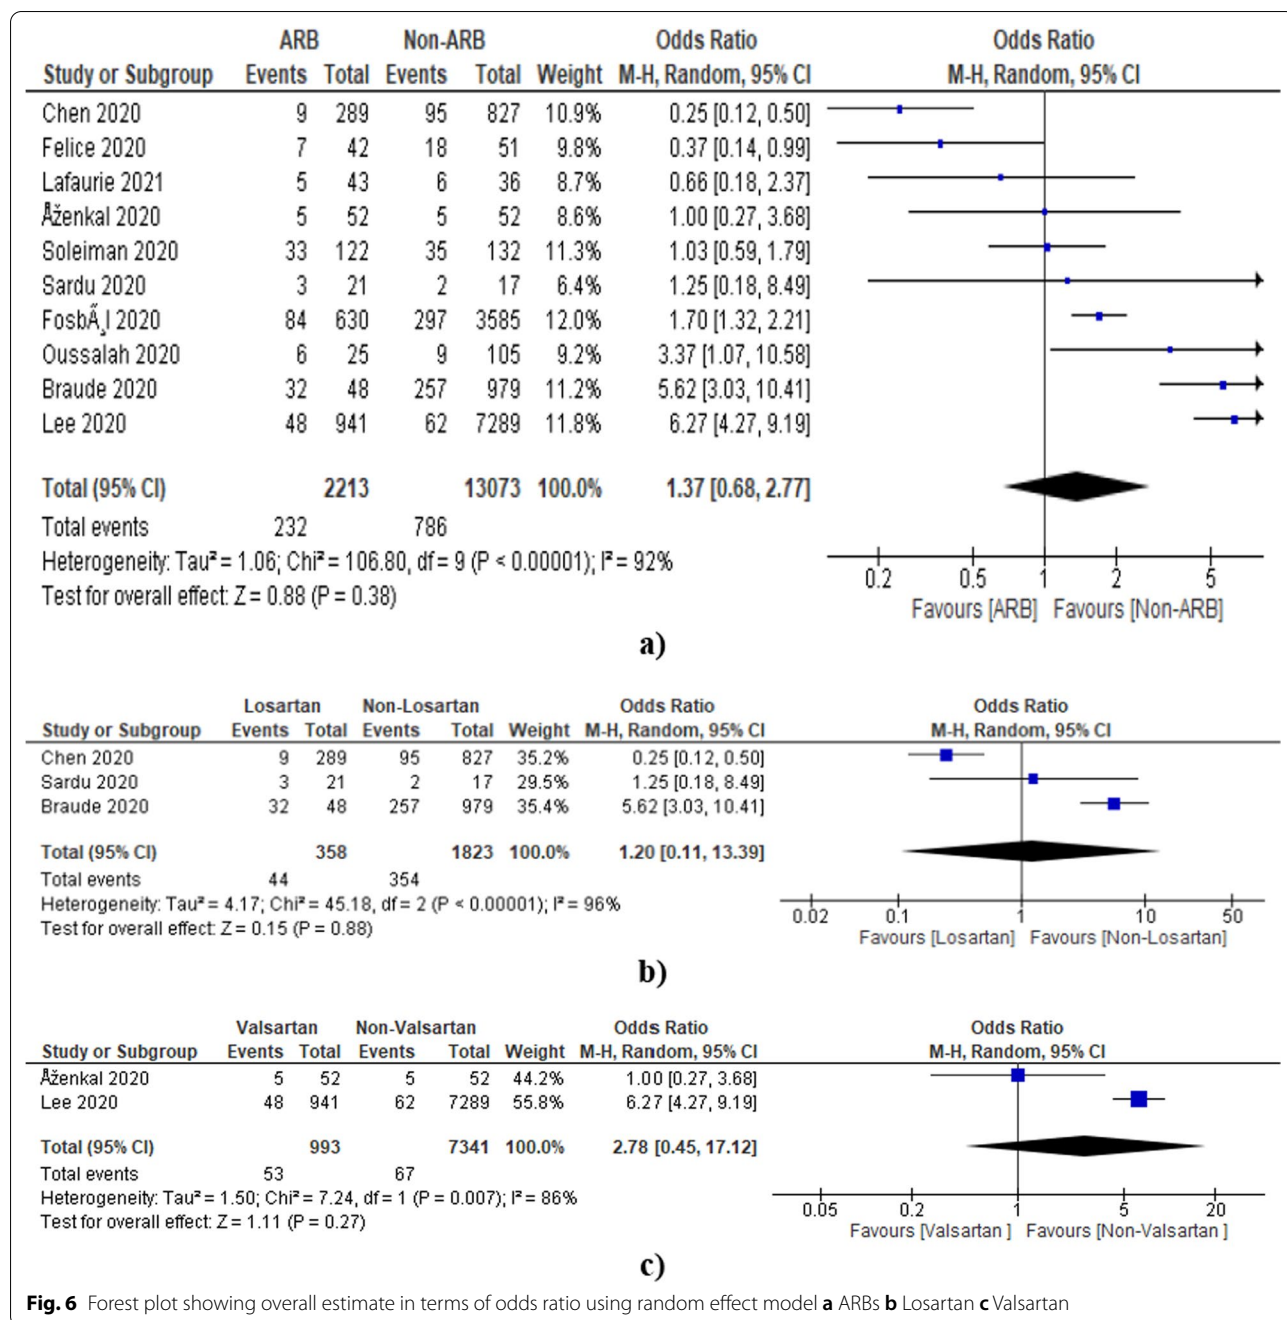 ARB Non-ARB Odds Ratio Odds Ratio
Study or Subgroup Events Total Events Total Weight M-H, Random, 95% CI M-H, Random, 95% CI
Chen 2020 9 289 95 827 10.9% 0.25 [0.12, 0.50]
Felice 2020 7 42 18 51 9.8% 0.37 [0.14, 0.99]
Lafaurie 2021 5 43 6 36 8.7% 0.66 [0.18, 2.37]
Åženkal 2020 5 52 5 52 8.6% 1.00 [0.27, 3.68]
Soleiman 2020 33 122 35 132 11.3% 1.03 [0.59, 1.79]
Sardu 2020 3 21 2 17 6.4% 1.25 [0.18, 8.49]
FosbÃ¸l 2020 84 630 297 3585 12.0% 1.70 [1.32, 2.21]
Oussalah 2020 6 25 9 105 9.2% 3.37 [1.07, 10.58]
Braude 2020 32 48 257 979 11.2% 5.62 [3.03, 10.41]
Lee 2020 48 941 62 7289 11.8% 6.27 [4.27, 9.19]
Total (95% CI) 2213 13073 100.0% 1.37 [0.68, 2.77]
Total events 232 786
Heterogeneity: Tau² = 1.06; Chi² = 106.80, df = 9 (P < 0.00001); I² = 92%
Test for overall effect: Z = 0.88 (P = 0.38)
0.2 0.5 1 2 5
Favours [ARB] Favours [Non-ARB]
a)
Losartan Non-Losartan Odds Ratio Odds Ratio
Study or Subgroup Events Total Events Total Weight M-H, Random, 95% CI M-H, Random, 95% CI
Chen 2020 9 289 95 827 35.2% 0.25 [0.12, 0.50]
Sardu 2020 3 21 2 17 29.5% 1.25 [0.18, 8.49]
Braude 2020 32 48 257 979 35.4% 5.62 [3.03, 10.41]
Total (95% CI) 358 1823 100.0% 1.20 [0.11, 13.39]
Total events 44 354
Heterogeneity: Tau² = 4.17; Chi² = 45.18, df = 2 (P < 0.00001); I² = 96%
Test for overall effect: Z = 0.15 (P = 0.88)
0.02 0.1 1 10 50
Favours [Losartan] Favours [Non-Losartan]
b)
Valsartan Non-Valsartan Odds Ratio Odds Ratio
Study or Subgroup Events Total Events Total Weight M-H, Random, 95% CI M-H, Random, 95% CI
Åženkal 2020 5 52 5 52 44.2% 1.00 [0.27, 3.68]
Lee 2020 48 941 62 7289 55.8% 6.27 [4.27, 9.19]
Total (95% CI) 993 7341 100.0% 2.78 [0.45, 17.12]
Total events 53 67
Heterogeneity: Tau² = 1.50; Chi² = 7.24, df = 1 (P = 0.007); I² = 86%
Test for overall effect: Z = 1.11 (P = 0.27)
0.05 0.2 1 5 20
Favours [Valsartan ] Favours [Non-Valsartan ]
c)
Fig. 6 Forest plot showing overall estimate in terms of odds ratio using random effect model a ARBs b Losartan c Valsartan